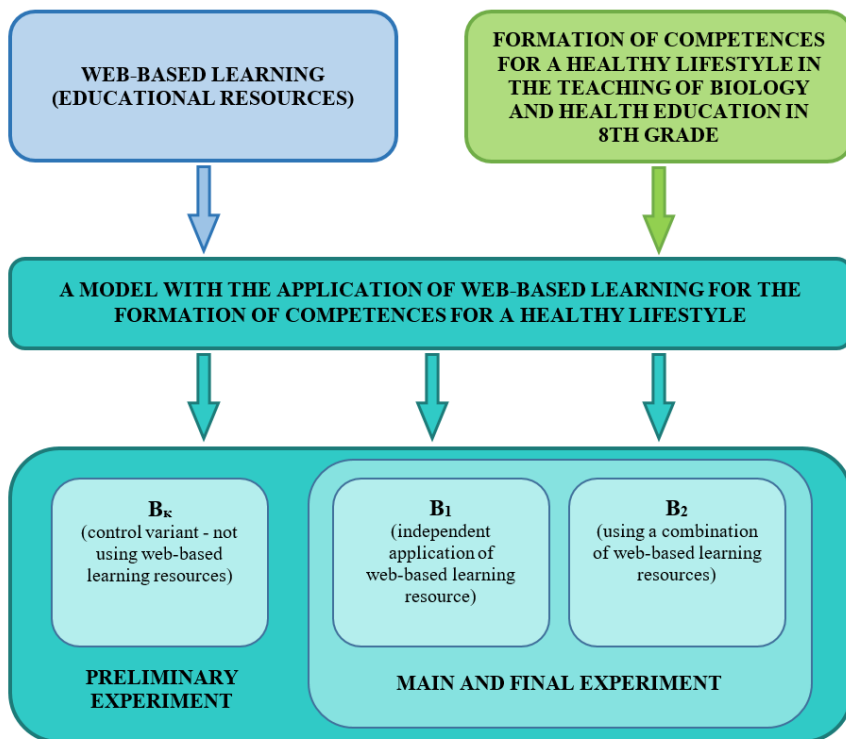 WEB-BASED LEARNING
(EDUCATIONAL RESOURCES)
FORMATION OF COMPETENCES
FOR A HEALTHY LIFESTYLE IN
THE TEACHING OF BIOLOGY
AND HEALTH EDUCATION IN
8TH GRADE
A MODEL WITH THE APPLICATION OF WEB-BASED LEARNING FOR THE
FORMATION OF COMPETENCES FOR A HEALTHY LIFESTYLE
Bκ
(control variant - not
using web-based
learning resources)
B1
(independent
application of
web-based learning
resource)
B2
(using a combination
of web-based learning
resources)
PRELIMINARY
EXPERIMENT
MAIN AND FINAL EXPERIMENT